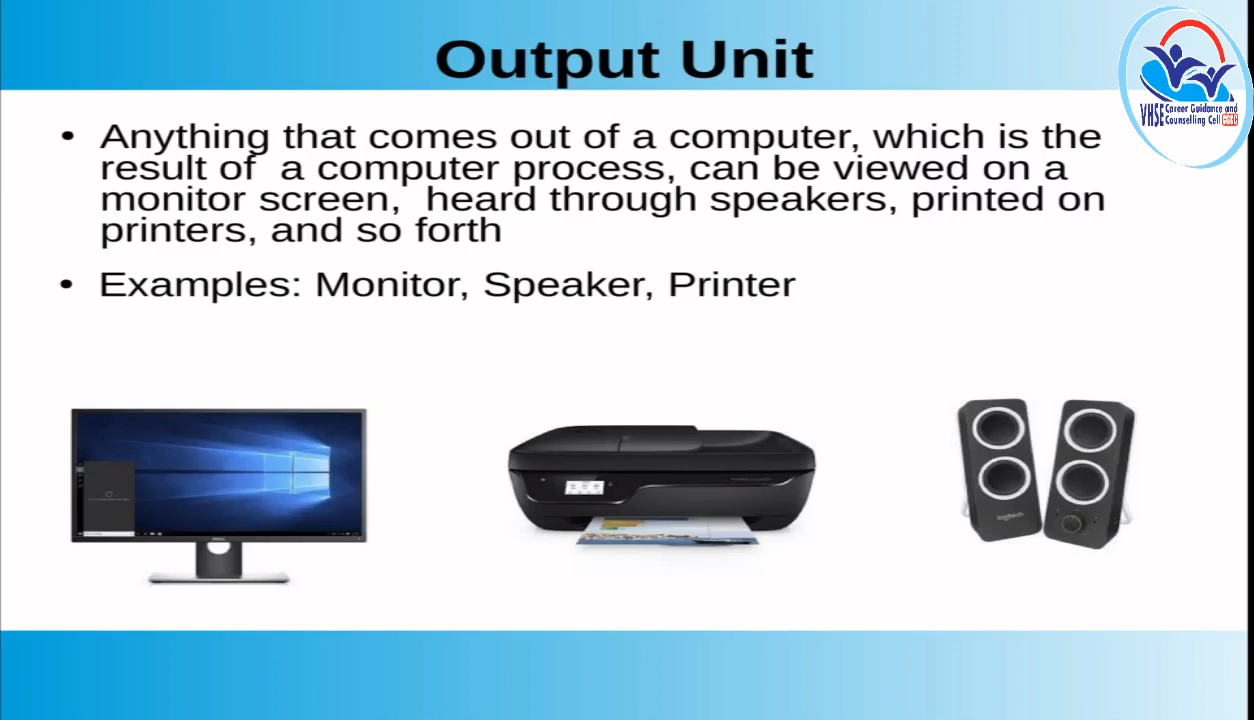 Output Unit
• Anything that comes out of a computer, which is the
result of a computer process, can be viewed on a
monitor screen, heard through speakers, printed on
printers, and so forth
• Examples: Monitor, Speaker, Printer
VHSE Career Guidance and
Counselling Cell
logitech